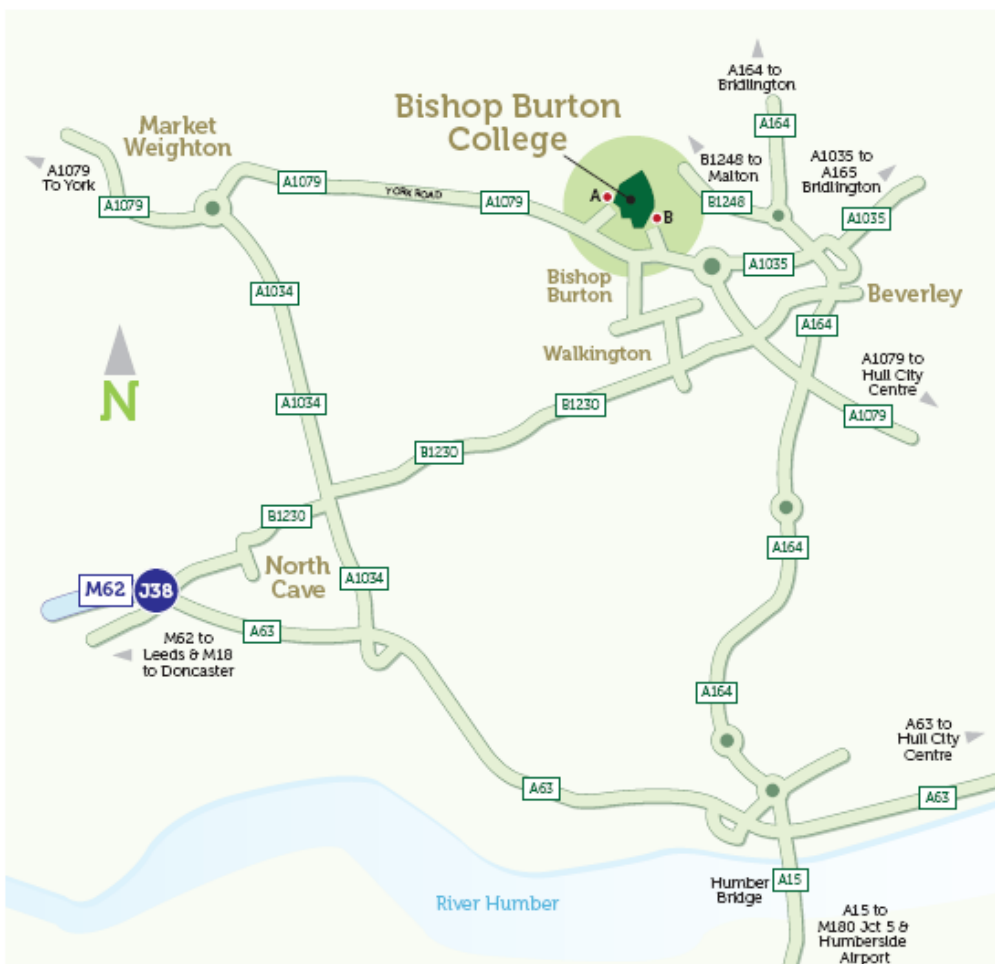 A164 to
Bridlington
Bishop Burton
College
Market
Weighton
A164
B1248 to
Malton
A1035 to
A165
Bridlington
A1079
To York
A1079
A1079
YORK ROAD
A1079
A
B
B1248
A1035
A1035
Bishop
Burton
Beverley
A1034
A164
Walkington
A1079 to
Hull City
Centre
N
A1034
B1230
A1079
B1230
B1230
A164
North
Cave
A1034
M62
J38
A63
M62 to
Leeds & M18
to Doncaster
A164
A63 to
Hull City
Centre
A63
A63
River Humber
Humber
Bridge
A15
A15 to
M180 Jct 5 &
Humberside
Airport